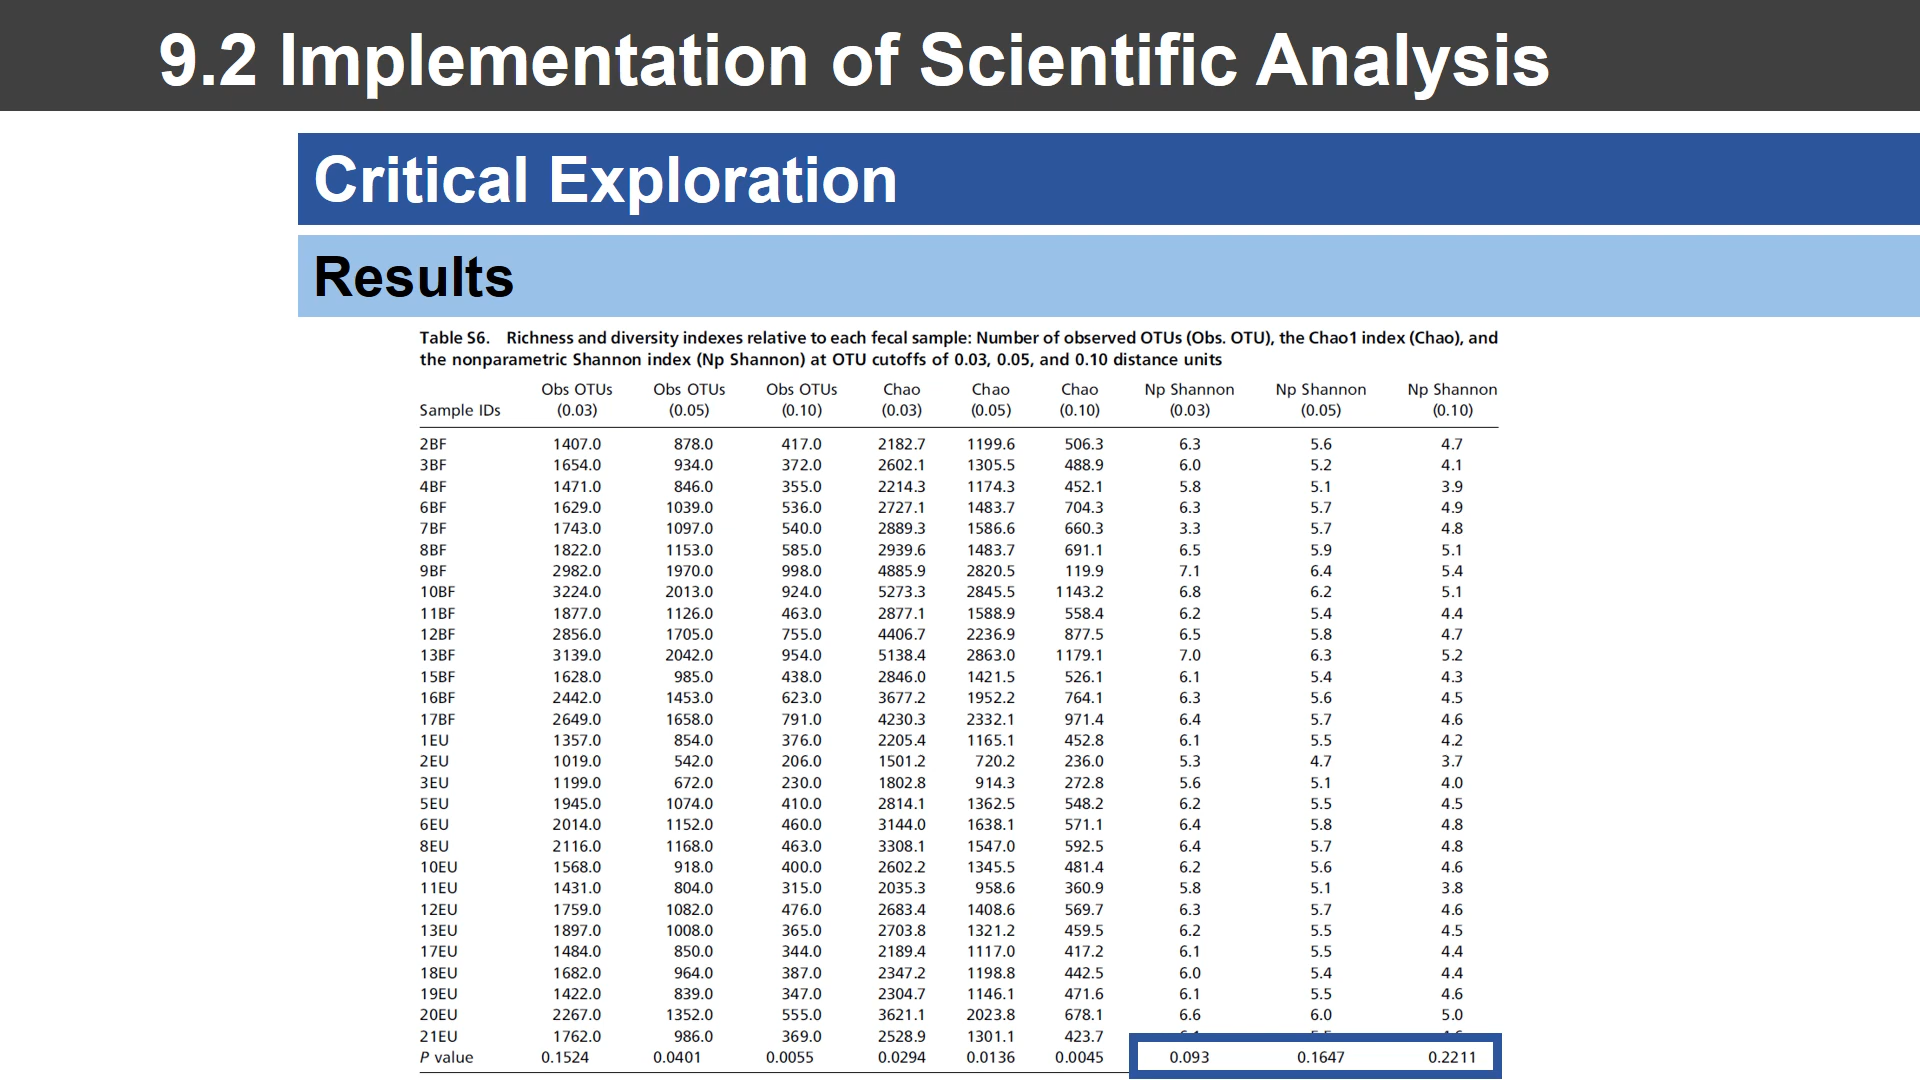 9.2 Implementation of Scientific Analysis
Critical Exploration
Results
Table S6. Richness and diversity indexes relative to each fecal sample: Number of observed OTUs (Obs. OTU), the Chao1 index (Chao), and
the nonparametric Shannon index (Np Shannon) at OTU cutoffs of 0.03, 0.05, and 0.10 distance units
Obs OTUs Obs OTUs Obs OTUs Chao Chao Chao Np Shannon Np Shannon Np Shannon
Sample IDs (0.03) (0.05) (0.10) (0.03) (0.05) (0.10) (0.03) (0.05) (0.10)
2BF 1407.0 878.0 417.0 2182.7 1199.6 506.3 6.3 5.6 4.7
3BF 1654.0 934.0 372.0 2602.1 1305.5 488.9 6.0 5.2 4.1
4BF 1471.0 846.0 355.0 2214.3 1174.3 452.1 5.8 5.1 3.9
6BF 1629.0 1039.0 536.0 2727.1 1483.7 704.3 6.3 5.7 4.9
7BF 1743.0 1097.0 540.0 2889.3 1586.6 660.3 3.3 5.7 4.8
8BF 1822.0 1153.0 585.0 2939.6 1483.7 691.1 6.5 5.9 5.1
9BF 2982.0 1970.0 998.0 4885.9 2820.5 119.9 7.1 6.4 5.4
10BF 3224.0 2013.0 924.0 5273.3 2845.5 1143.2 6.8 6.2 5.1
11BF 1877.0 1126.0 463.0 2877.1 1588.9 558.4 6.2 5.4 4.4
12BF 2856.0 1705.0 755.0 4406.7 2236.9 877.5 6.5 5.8 4.7
13BF 3139.0 2042.0 954.0 5138.4 2863.0 1179.1 7.0 6.3 5.2
15BF 1628.0 985.0 438.0 2846.0 1421.5 526.1 6.1 5.4 4.3
16BF 2442.0 1453.0 623.0 3677.2 1952.2 764.1 6.3 5.6 4.5
17BF 2649.0 1658.0 791.0 4230.3 2332.1 971.4 6.4 5.7 4.6
1EU 1357.0 854.0 376.0 2205.4 1165.1 452.8 6.1 5.5 4.2
2EU 1019.0 542.0 206.0 1501.2 720.2 236.0 5.3 4.7 3.7
3EU 1199.0 672.0 230.0 1802.8 914.3 272.8 5.6 5.1 4.0
5EU 1945.0 1074.0 410.0 2814.1 1362.5 548.2 6.2 5.5 4.5
6EU 2014.0 1152.0 460.0 3144.0 1638.1 571.1 6.4 5.8 4.8
8EU 2116.0 1168.0 463.0 3308.1 1547.0 592.5 6.4 5.7 4.8
10EU 1568.0 918.0 400.0 2602.2 1345.5 481.4 6.2 5.6 4.6
11EU 1431.0 804.0 315.0 2035.3 958.6 360.9 5.8 5.1 3.8
12EU 1759.0 1082.0 476.0 2683.4 1408.6 569.7 6.3 5.7 4.6
13EU 1897.0 1008.0 365.0 2703.8 1321.2 459.5 6.2 5.5 4.5
17EU 1484.0 850.0 344.0 2189.4 1117.0 417.2 6.1 5.5 4.4
18EU 1682.0 964.0 387.0 2347.2 1198.8 442.5 6.0 5.4 4.4
19EU 1422.0 839.0 347.0 2304.7 1146.1 471.6 6.1 5.5 4.6
20EU 2267.0 1352.0 555.0 3621.1 2023.8 678.1 6.6 6.0 5.0
21EU 1762.0 986.0 369.0 2528.9 1301.1 423.7
P value 0.1524 0.0401 0.0055 0.0294 0.0136 0.0045 0.093 0.1647 0.2211